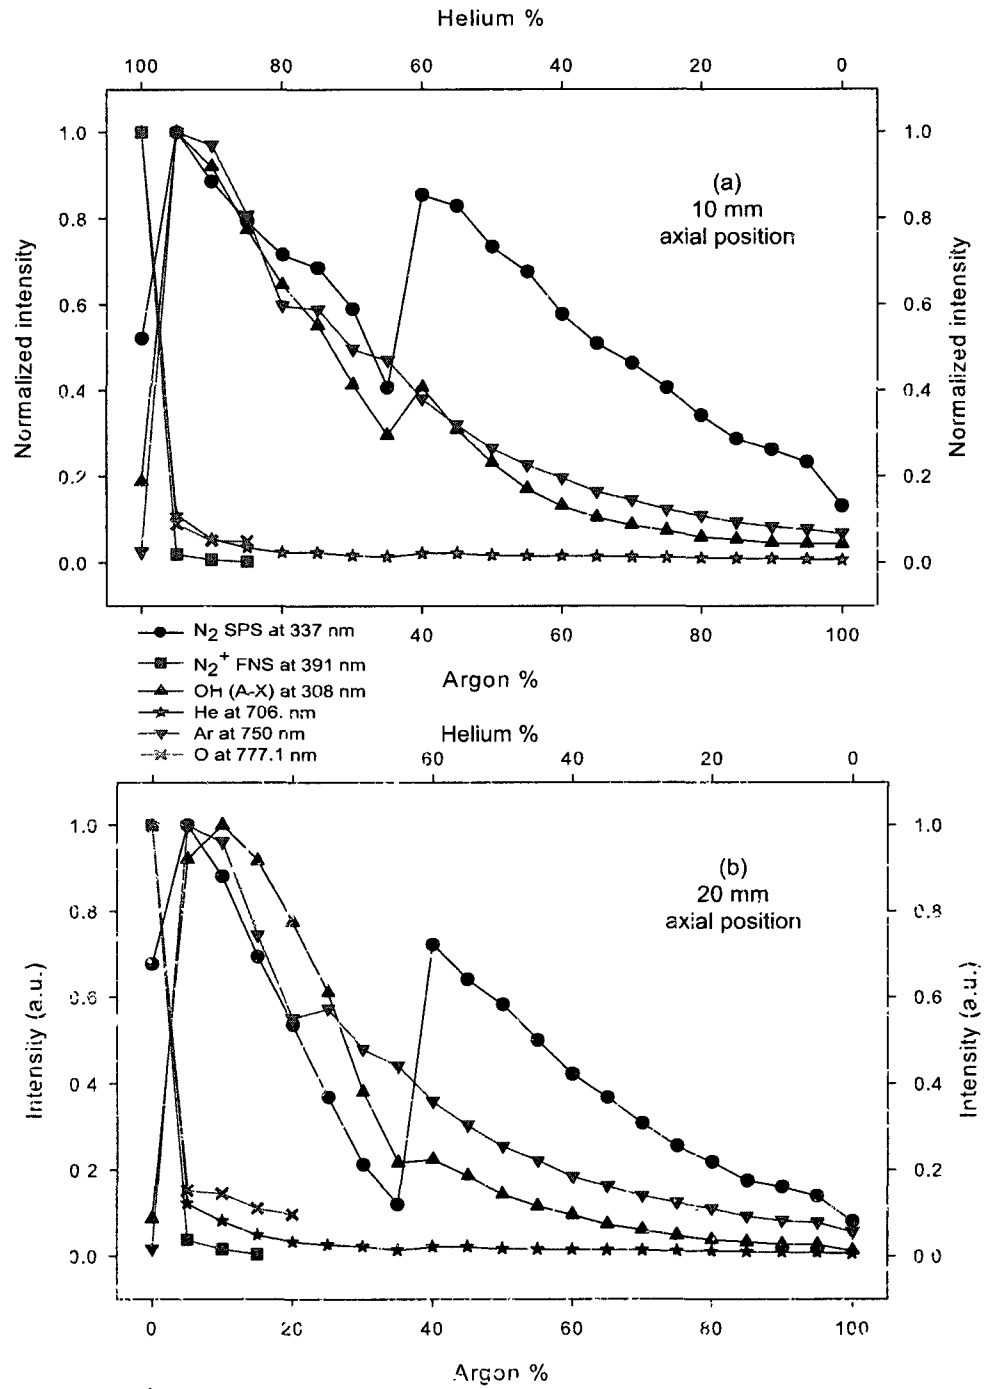 Helium %
100 80 60 40 20 0
1.0 1.0
(a)
10 mm
axial position
0.8 0.8
0.6 0.6
0.4 0.4
0.2 0.2
0.0 0.0
Normalized intensity
Normalized intensity
N2 SPS at 337 nm
80 100
N2+ FNS at 391 nm
Argon %
OH (A-X) at 308 nm
He at 706. nm
Ar at 750 nm
Helium %
O at 777.1 nm
60 40 20 0
1.0 1.0
(b)
20 mm
axial position
0.8 0.8
0.6 0.6
0.4 0.4
0.2 0.2
0.0 0.0
Intensity (a.u.)
Intensity (a.u.)
0 20 40 60 80 100
Argon %